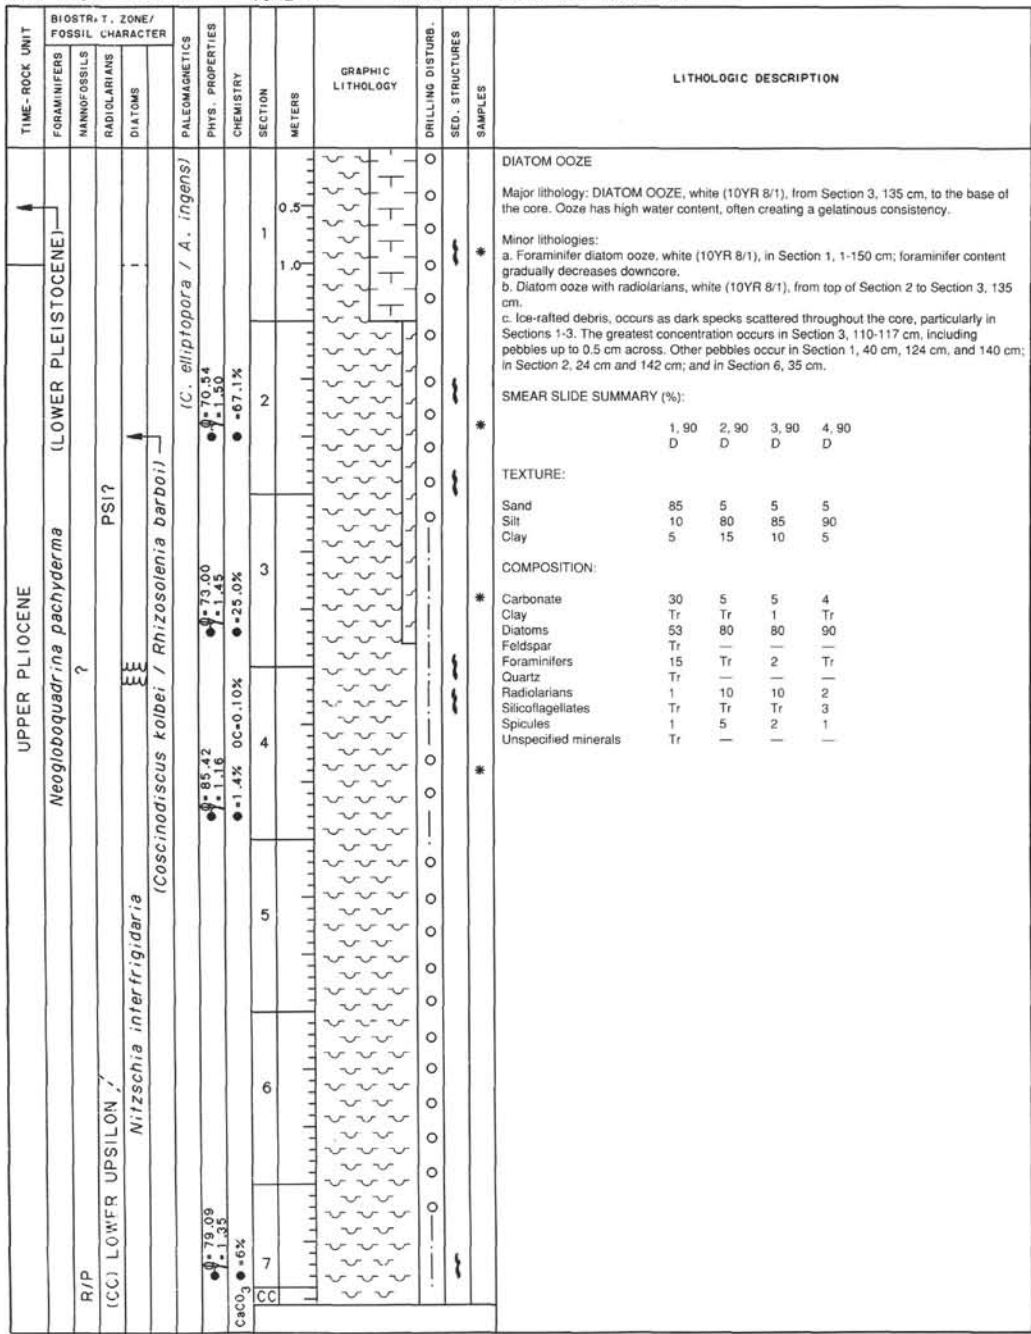 TIME-ROCK UNIT
BIOSTRAT. ZONE/
FOSSIL CHARACTER
FORAMINIFERS
NANNOFOSSILS
RADIOLARIANS
DIATOMS
PALEOMAGNETICS
PHYS. PROPERTIES
CHEMISTRY
SECTION
METERS
GRAPHIC
LITHOLOGY
DRILLING DISTURB.
SED. STRUCTURES
SAMPLES
LITHOLOGIC DESCRIPTION
UPPER PLIOCENE
(LOWER PLEISTOCENE)
Neogloboquadrina pachyderma
?
R/P
PSI?
(CC) LOWER UPSILON
Nitzschia interfrigidaria
(Coscinodiscus kolbei / Rhizosolenia barboi)
(C. elliptopora / A. ingens)
Ø=70.54
γ=1.50
Ø=73.00
γ=1.45
Ø=85.42
γ=1.16
Ø=79.09
γ=1.35
=67.1%
=25.0%
=1.4% OC=0.10%
CaCO3 =6%
1
2
3
4
5
6
7
CC
0.5
1.0
*
*
*
*
DIATOM OOZE
Major lithology: DIATOM OOZE, white (10YR 8/1), from Section 3, 135 cm, to the base of
the core. Ooze has high water content, often creating a gelatinous consistency.
Minor lithologies:
a. Foraminifer diatom ooze, white (10YR 8/1), in Section 1, 1-150 cm; foraminifer content
gradually decreases downcore.
b. Diatom ooze with radiolarians, white (10YR 8/1), from top of Section 2 to Section 3, 135
cm.
c. Ice-rafted debris, occurs as dark specks scattered throughout the core, particularly in
Sections 1-3. The greatest concentration occurs in Section 3, 110-117 cm, including
pebbles up to 0.5 cm across. Other pebbles occur in Section 1, 40 cm, 124 cm, and 140 cm;
in Section 2, 24 cm and 142 cm; and in Section 6, 35 cm.
SMEAR SLIDE SUMMARY (%):
1, 90 2, 90 3, 90 4, 90
D D D D
TEXTURE:
Sand 85 5 5 5
Silt 10 80 85 90
Clay 5 15 10 5
COMPOSITION:
Carbonate 30 5 5 4
Clay Tr Tr 1 Tr
Diatoms 53 80 80 90
Feldspar Tr — — —
Foraminifers 15 Tr 2 Tr
Quartz Tr — — —
Radiolarians 1 10 10 2
Silicoflagellates Tr Tr Tr 3
Spicules 1 5 2 1
Unspecified minerals Tr — — —